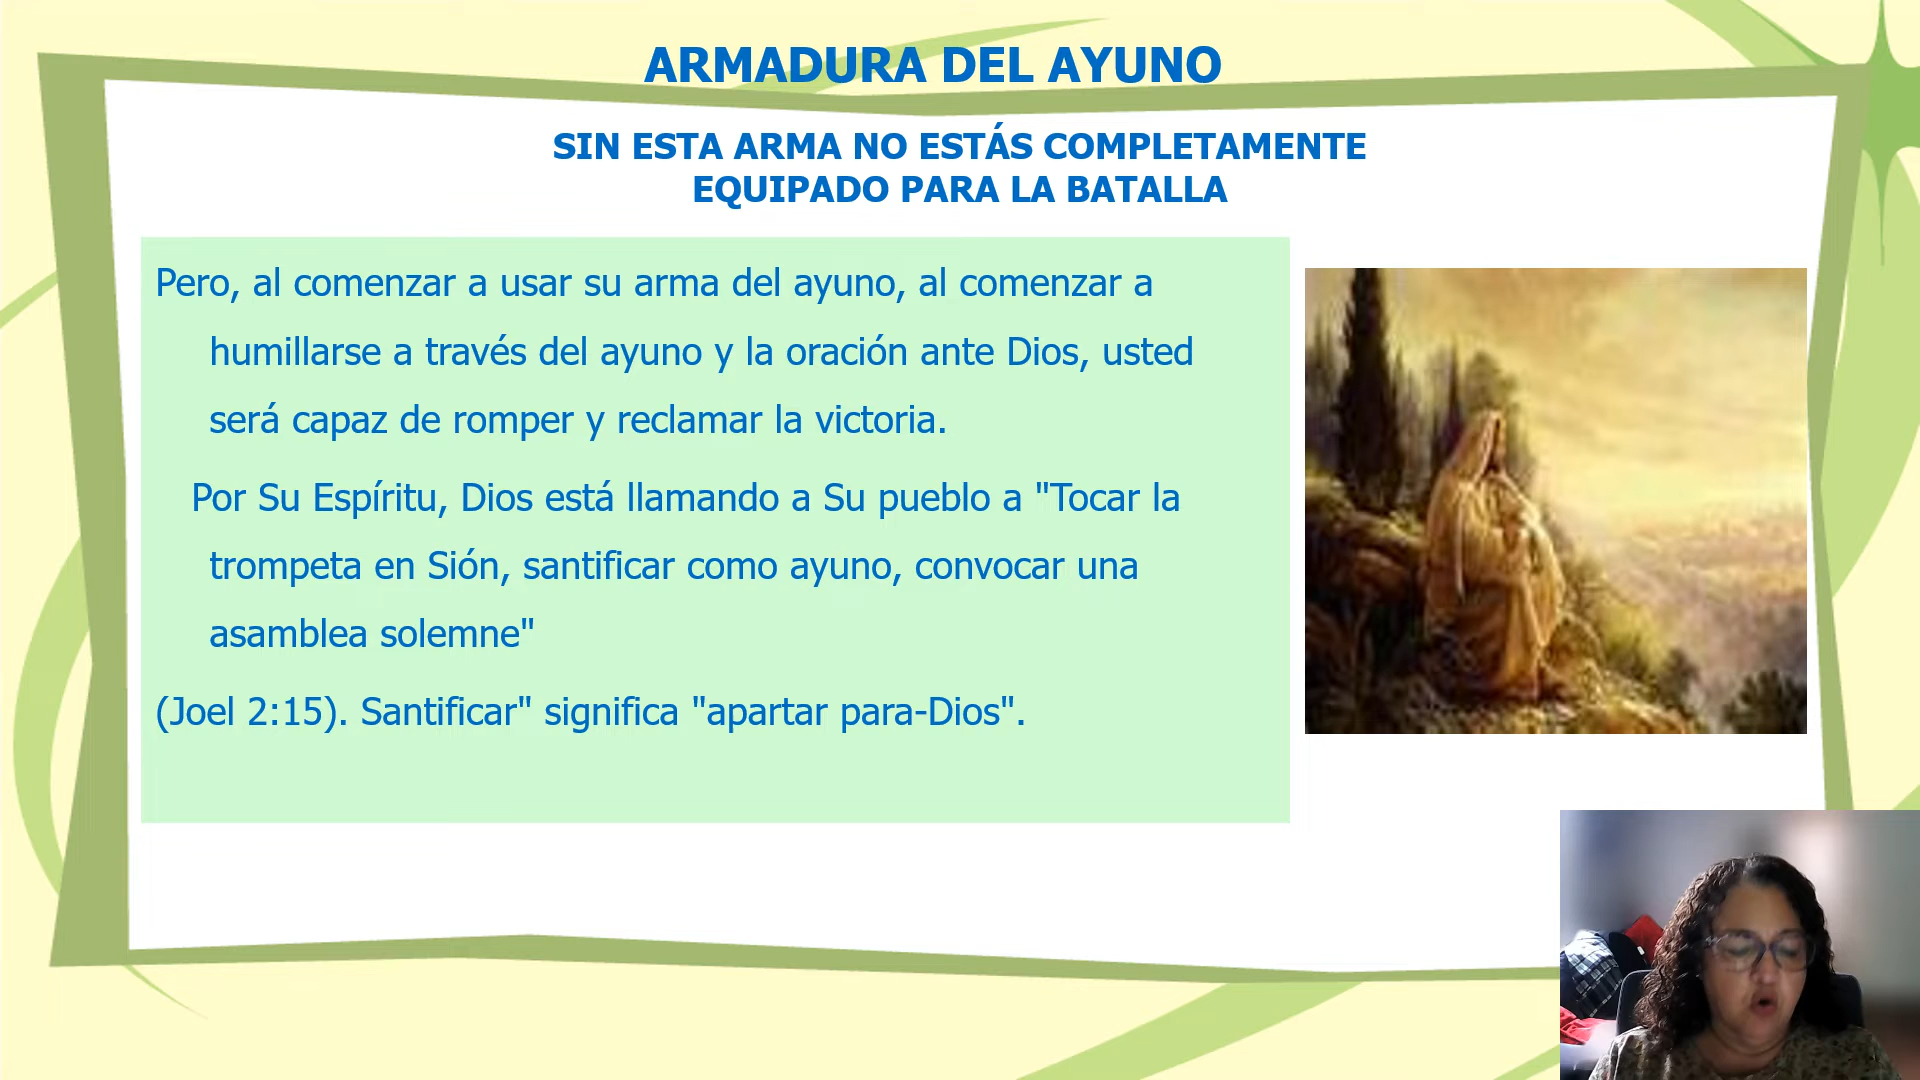 ARMADURA DEL AYUNO
SIN ESTA ARMA NO ESTÁS COMPLETAMENTE
EQUIPADO PARA LA BATALLA
Pero, al comenzar a usar su arma del ayuno, al comenzar a
humillarse a través del ayuno y la oración ante Dios, usted
será capaz de romper y reclamar la victoria.
Por Su Espíritu, Dios está llamando a Su pueblo a "Tocar la
trompeta en Sión, santificar como ayuno, convocar una
asamblea solemne"
(Joel 2:15). Santificar" significa "apartar para-Dios".